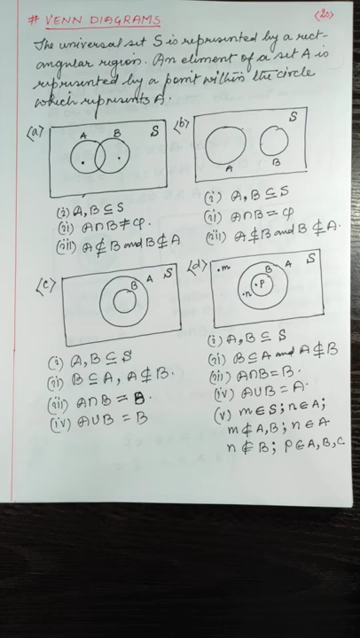 # VENN DIAGRAMS (20)
The universal set S is represented by a rect-
angular region. An element of a set A is
represented by a point within the circle
which represents A.
(a) A B S
(i) A, B ⊆ S
(ii) A∩B ≠ φ.
(iii) A ⊈ B and B ⊈ A
(b) S A B
(i) A, B ⊆ S
(ii) A∩B = φ
(iii) A ⊈ B and B ⊈ A.
(c) B A S
(i) A, B ⊆ S
(ii) B ⊆ A, A ⊈ B.
(iii) A∩B = B.
(iv) A∪B = B
(d) •m B A S
•n •p
(i) A, B ⊆ S
(ii) B ⊆ A and A ⊈ B
(iii) A∩B = B.
(iv) A∪B = A.
(v) m ∈ S; n ∈ A;
m ∉ A, B; n ∈ A
n ∉ B; p ∈ A, B, C